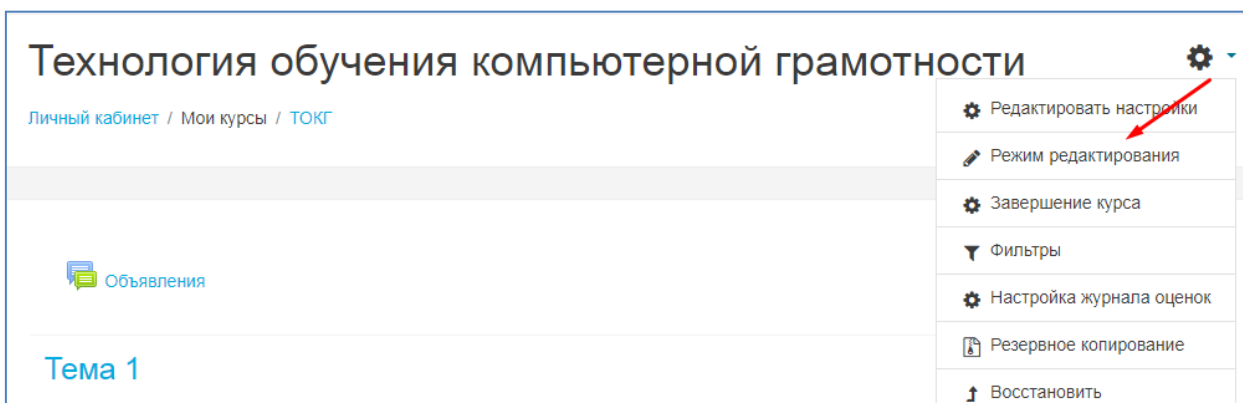 Технология обучения компьютерной грамотности
Личный кабинет / Мои курсы / ТОКГ
Редактировать настройки
Режим редактирования
Завершение курса
Фильтры
Настройка журнала оценок
Резервное копирование
Восстановить
Объявления
Тема 1